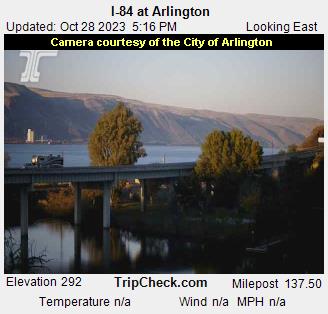 I-84 at Arlington
Updated: Oct 28 2023 5:16 PM Looking East
Camera courtesy of the City of Arlington
Elevation 292 TripCheck.com Milepost 137.50
Temperature n/a Wind n/a MPH n/a